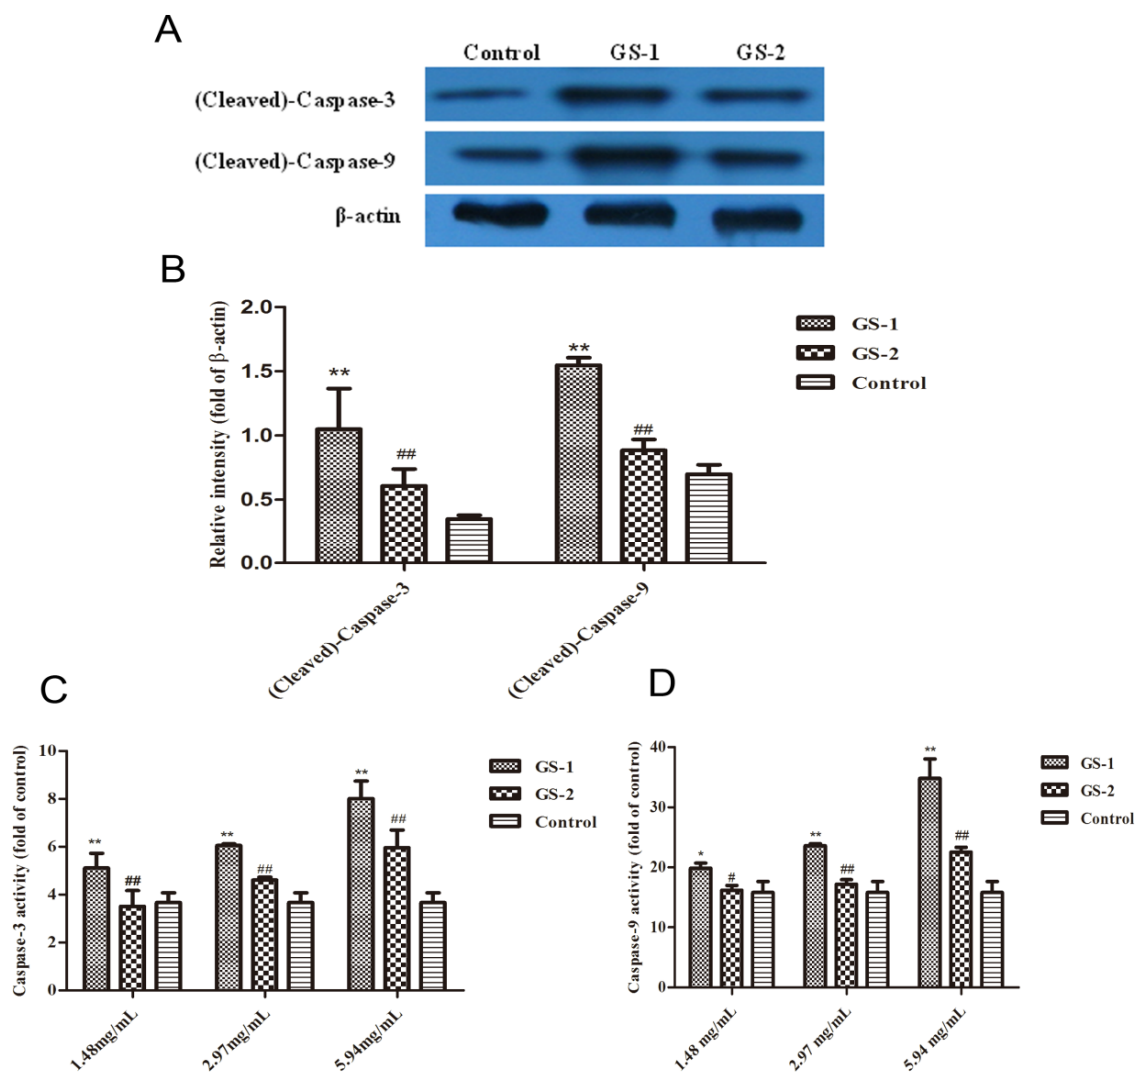 A
Control GS-1 GS-2
(Cleaved)-Caspase-3
(Cleaved)-Caspase-9
β-actin
B
Relative intensity (fold of β-actin)
2.0
1.5
1.0
0.5
0.0
**
##
**
##
GS-1
GS-2
Control
(Cleaved)-Caspase-3
(Cleaved)-Caspase-9
C
Caspase-3 activity (fold of control)
10
8
6
4
2
0
**
##
**
##
**
##
GS-1
GS-2
Control
1.48mg/mL
2.97mg/mL
5.94mg/mL
D
Caspase-9 activity (fold of control)
40
30
20
10
0
*
#
**
##
**
##
GS-1
GS-2
Control
1.48 mg/mL
2.97 mg/mL
5.94 mg/mL